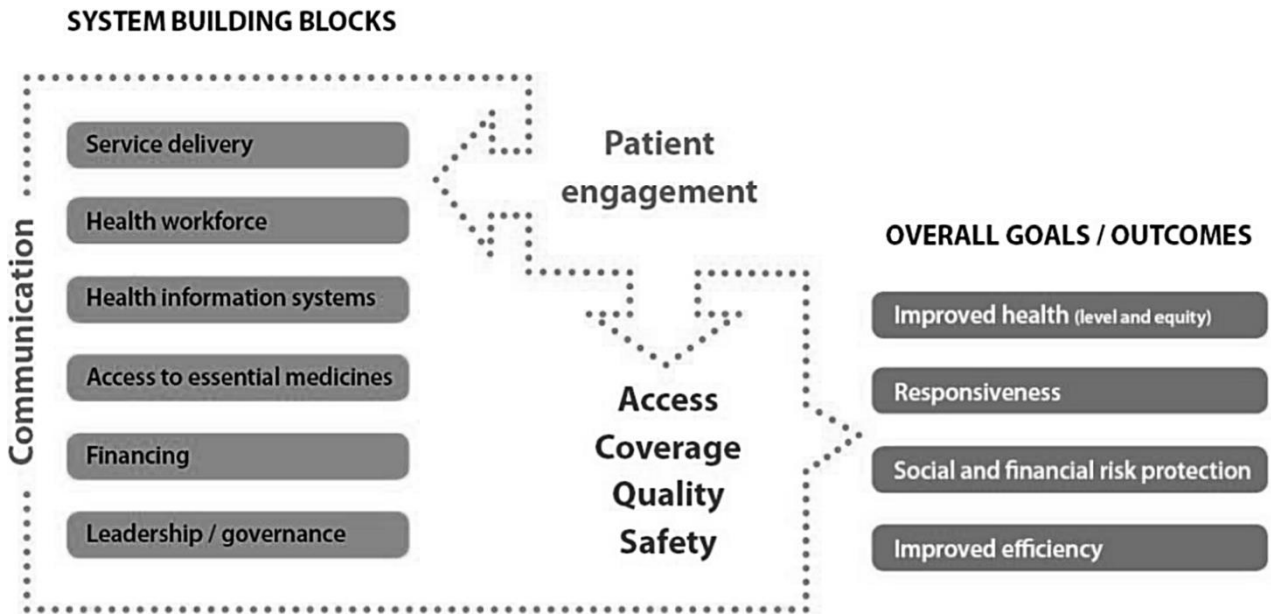 SYSTEM BUILDING BLOCKS
Communication
Service delivery
Health workforce
Health information systems
Access to essential medicines
Financing
Leadership / governance
Patient
engagement
Access
Coverage
Quality
Safety
OVERALL GOALS / OUTCOMES
Improved health (level and equity)
Responsiveness
Social and financial risk protection
Improved efficiency